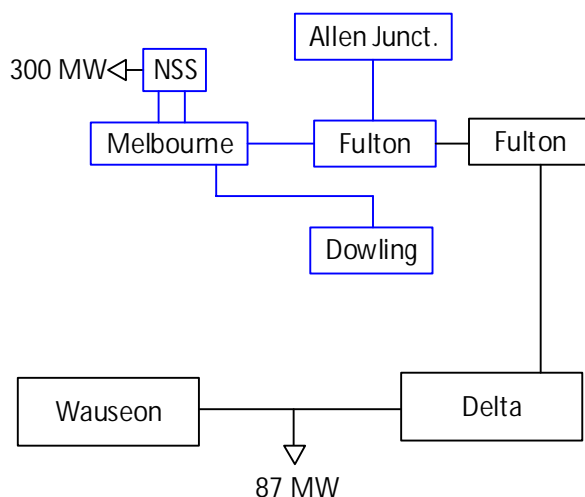 Allen Junct.
300 MW
NSS
Melbourne
Fulton
Fulton
Dowling
Wauseon
Delta
87 MW